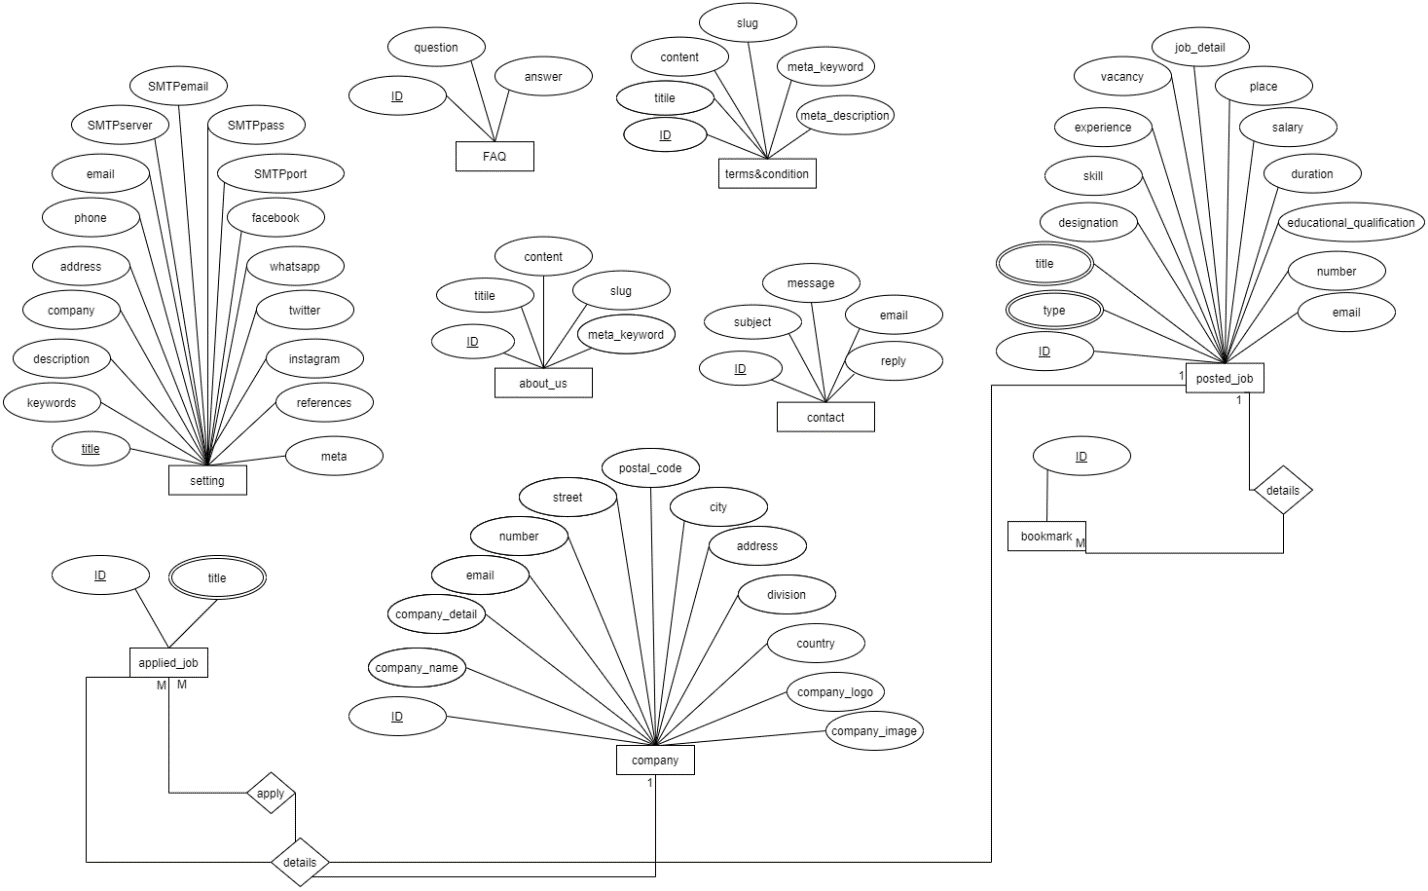 SMTPemail
SMTPserver
SMTPpass
email
SMTPport
phone
facebook
address
whatsapp
company
twitter
description
instagram
keywords
references
title
meta
setting
question
answer
ID
FAQ
slug
content
meta_keyword
titile
meta_description
ID
terms&condition
job_detail
vacancy
place
experience
salary
skill
duration
designation
educational_qualification
title
number
type
email
ID
posted_job
1
1
content
titile
slug
ID
meta_keyword
about_us
message
subject
email
ID
reply
contact
ID
details
bookmark
M
postal_code
street
city
number
address
email
division
company_detail
country
company_name
company_logo
ID
company_image
company
1
ID
title
applied_job
M M
apply
details